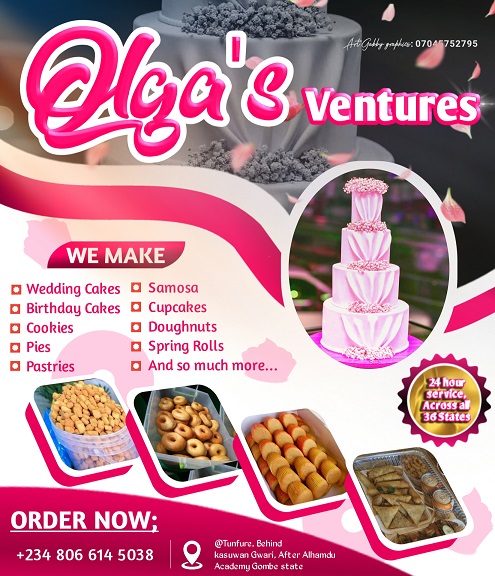 Art: Gabby graphics: 07045752795
Olga's Ventures
WE MAKE
Wedding Cakes
Birthday Cakes
Cookies
Pies
Pastries
Samosa
Cupcakes
Doughnuts
Spring Rolls
And so much more...
24 hour
service,
Across all
36 States
ORDER NOW;
+234 806 614 5038
@Tunfure, Behind
kasuwan Gwari, After Alhamdu
Academy Gombe state